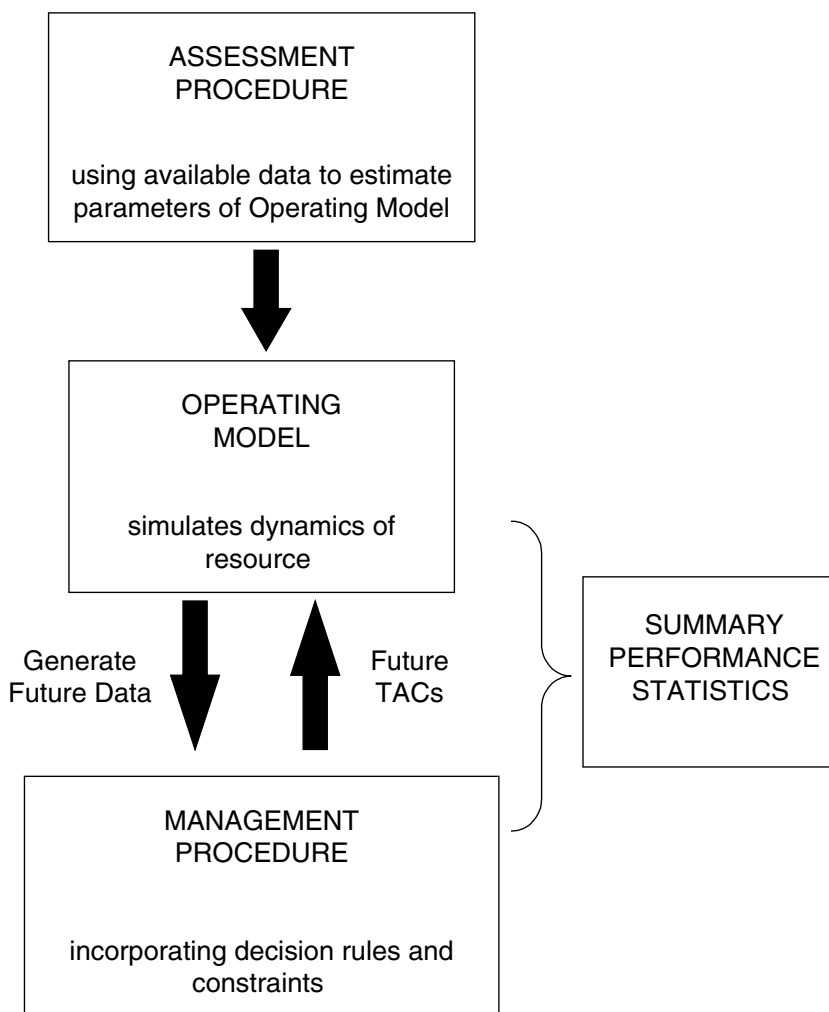 ASSESSMENT
PROCEDURE
using available data to estimate
parameters of Operating Model
OPERATING
MODEL
simulates dynamics of
resource
Generate
Future Data
Future
TACs
SUMMARY
PERFORMANCE
STATISTICS
MANAGEMENT
PROCEDURE
incorporating decision rules and
constraints